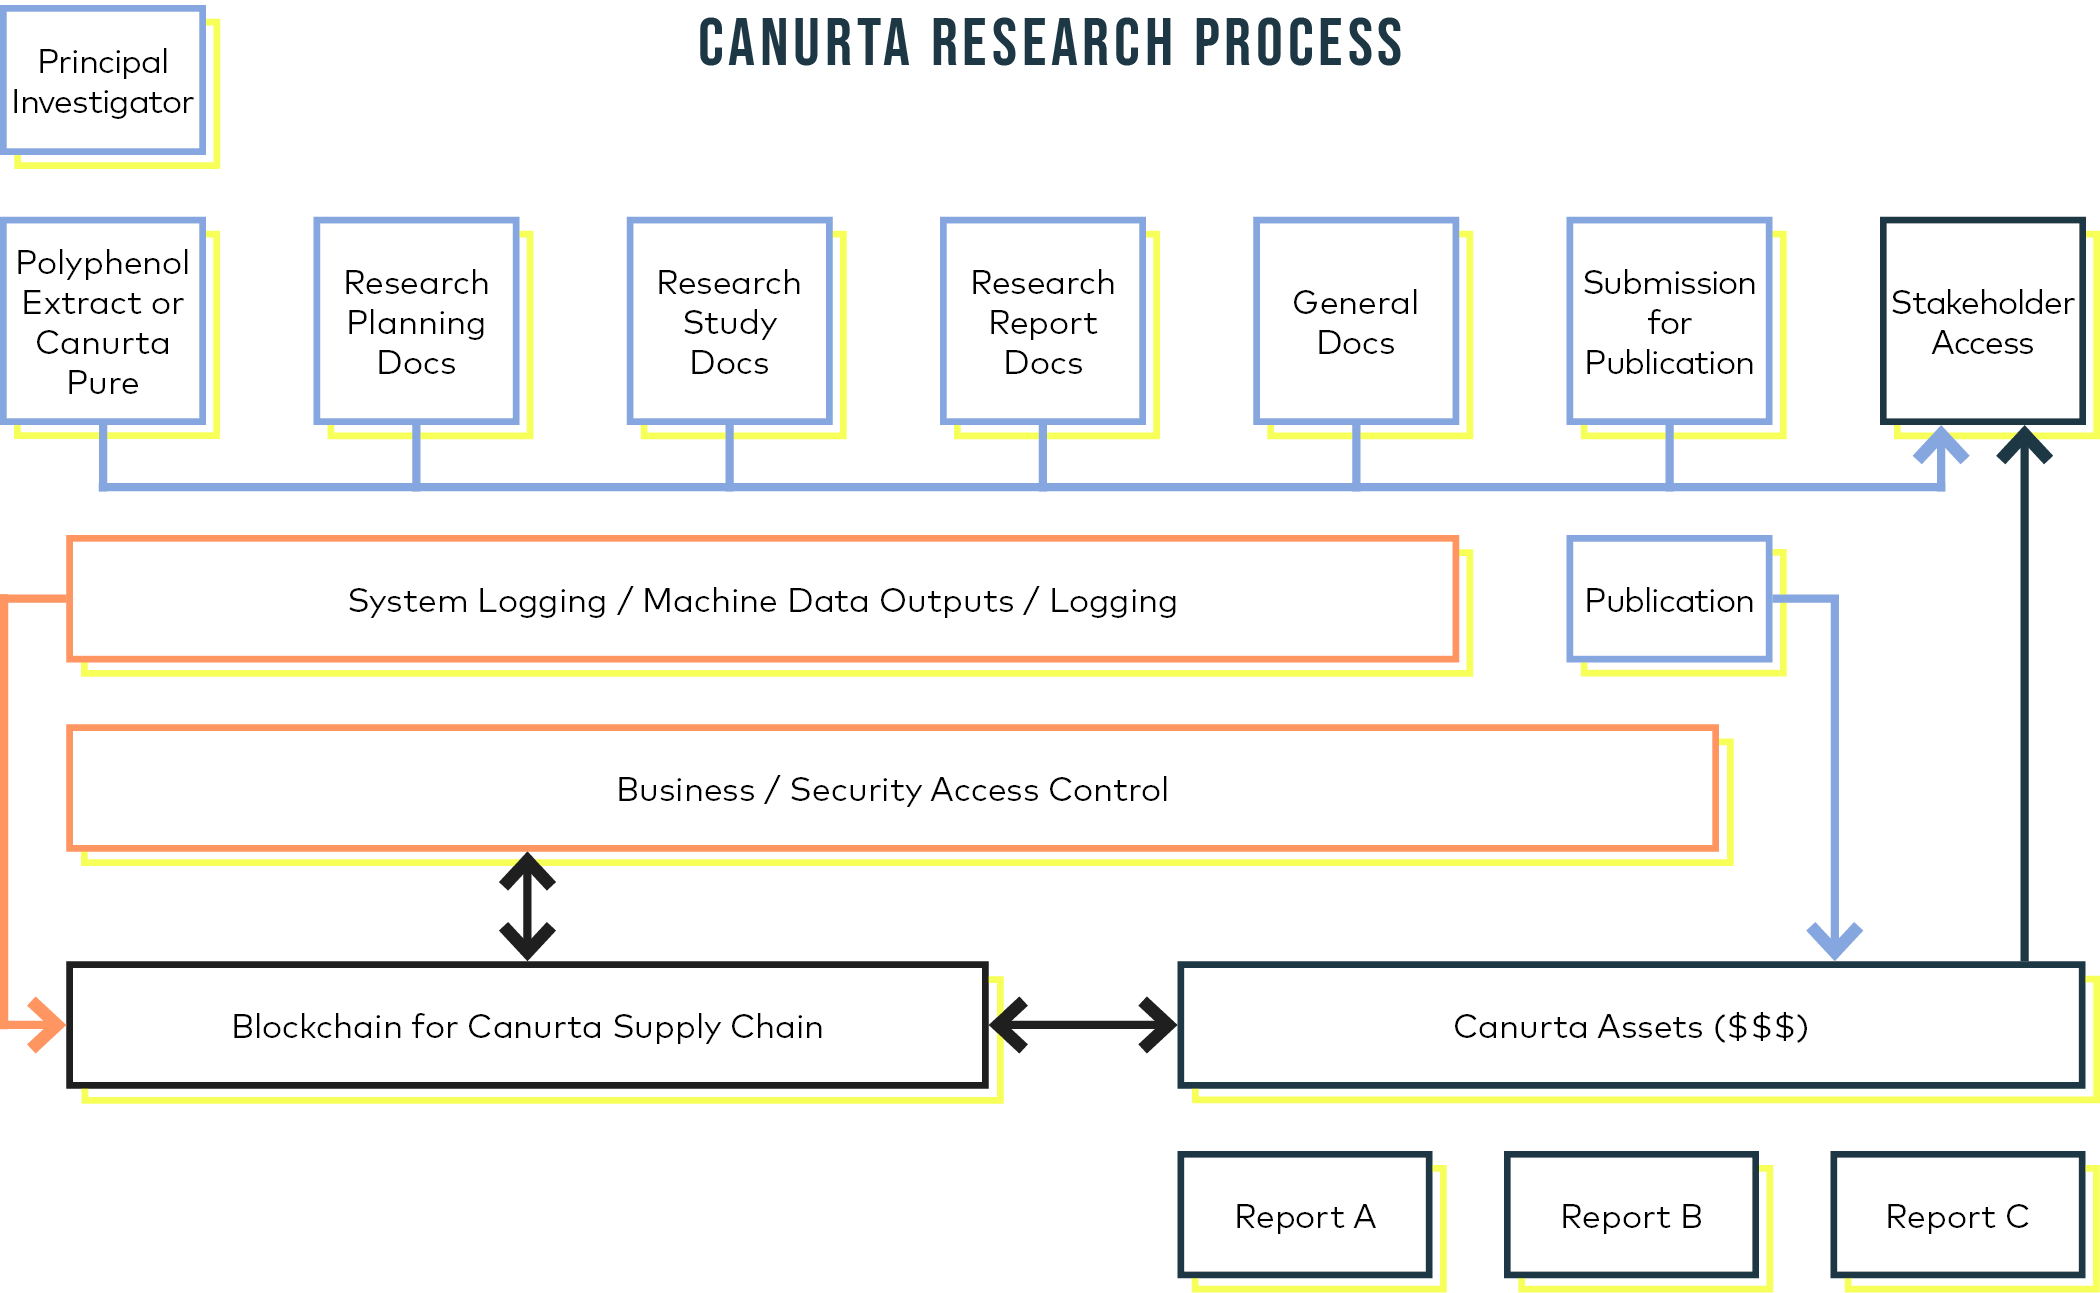 CANURTA RESEARCH PROCESS
Principal
Investigator
Polyphenol
Extract or
Canurta
Pure
Research
Planning
Docs
Research
Study
Docs
Research
Report
Docs
General
Docs
Submission
for
Publication
Stakeholder
Access
System Logging / Machine Data Outputs / Logging
Publication
Business / Security Access Control
Blockchain for Canurta Supply Chain
Canurta Assets ($$$)
Report A
Report B
Report C